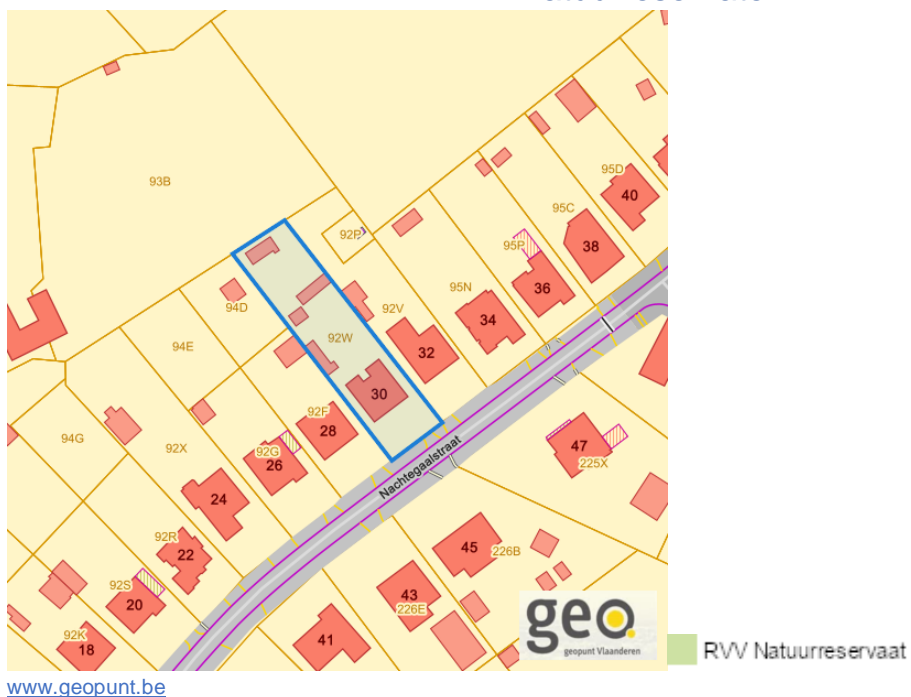 93B
95D
40
92P
95C
38
95P
94D
95N
36
92V
34
92W
94E
32
30
92F
28
94G
47
92X
92G
26
225X
Nachtegaalstraat
24
92R
22
45
226B
92S
20
43
226E
92K
18
41
geo
geopunt Vlaanderen
RVV Natuurreservaat
www.geopunt.be